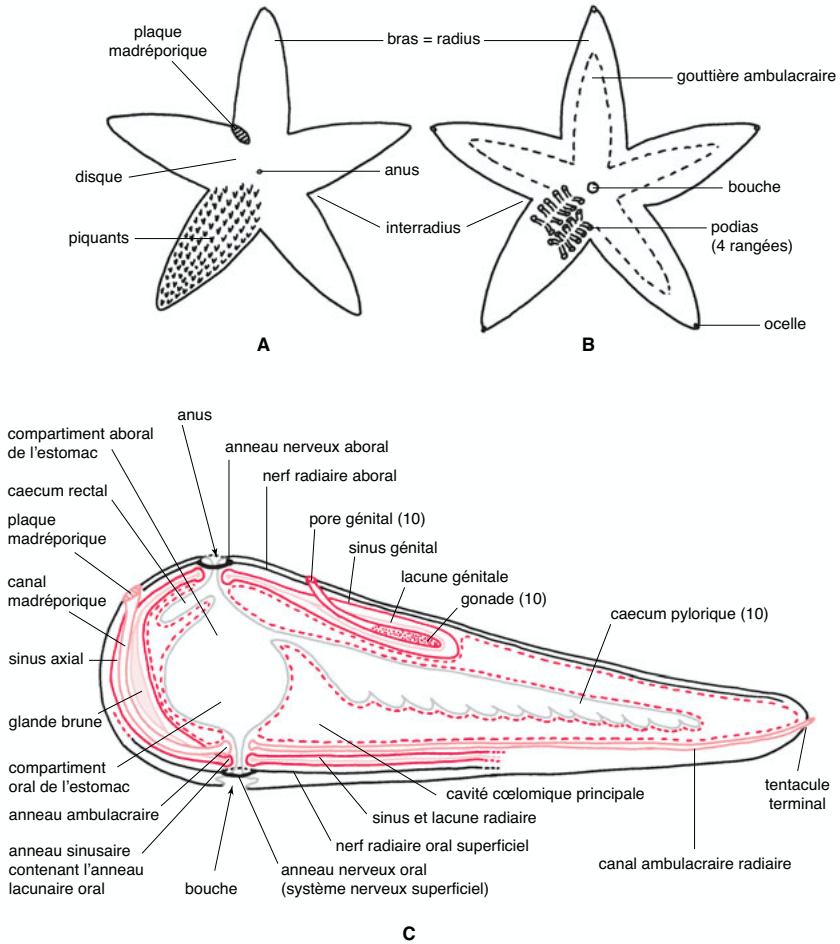 plaque
madréporique
bras = radius
gouttière ambulacraire
disque
anus
bouche
piquants
interradius
podias
(4 rangées)
ocelle
A
B
anus
compartiment aboral
de l'estomac
anneau nerveux aboral
nerf radiaire aboral
caecum rectal
pore génital (10)
plaque
madréporique
sinus génital
lacune génitale
gonade (10)
canal
madréporique
caecum pylorique (10)
sinus axial
glande brune
compartiment
oral de l'estomac
cavité cœlomique principale
tentacule
terminal
anneau ambulacraire
sinus et lacune radiaire
nerf radiaire oral superficiel
canal ambulacraire radiaire
anneau sinusaire
contenant l'anneau
lacunaire oral
bouche
anneau nerveux oral
(système nerveux superficiel)
C